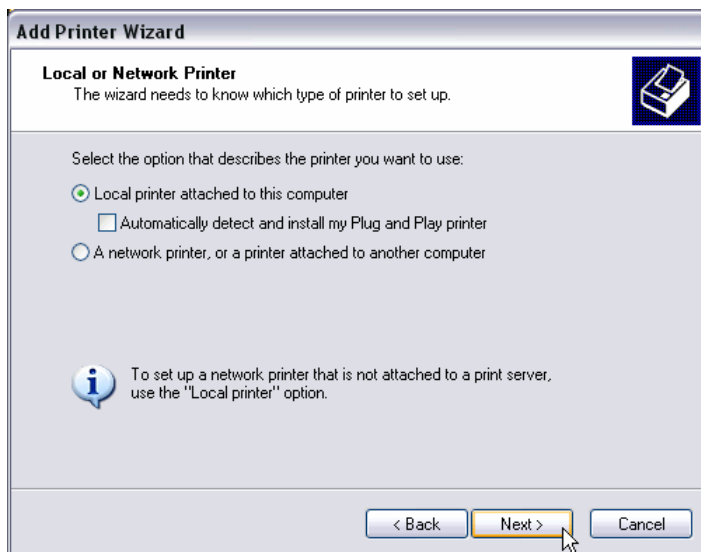 Add Printer Wizard
Local or Network Printer
The wizard needs to know which type of printer to set up.
Select the option that describes the printer you want to use:
Local printer attached to this computer
Automatically detect and install my Plug and Play printer
A network printer, or a printer attached to another computer
To set up a network printer that is not attached to a print server,
use the "Local printer" option.
< Back
Next >
Cancel